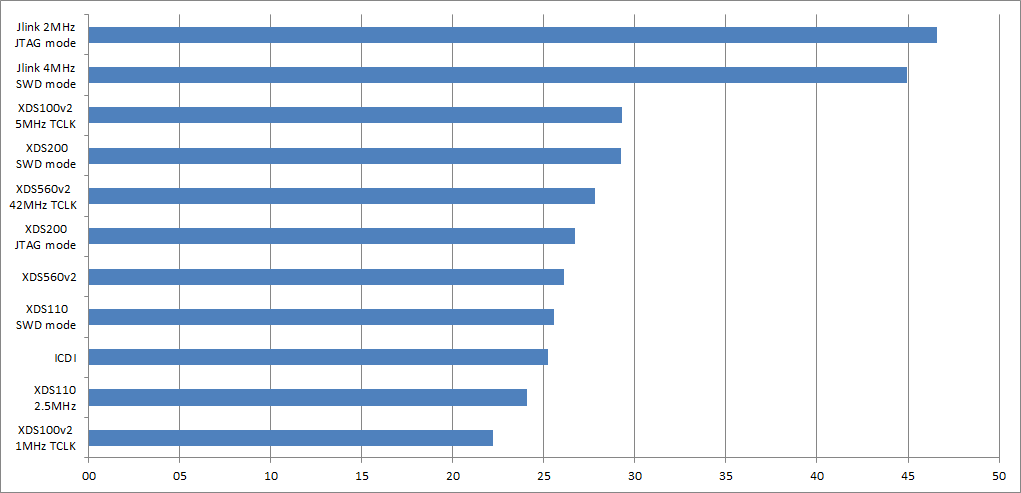 Jlink 2MHz
JTAG mode
Jlink 4MHz
SWD mode
XDS100v2
5MHz TCLK
XDS200
SWD mode
XDS560v2
42MHz TCLK
XDS200
JTAG mode
XDS560v2
XDS110
SWD mode
ICDI
XDS110
2.5MHz
XDS100v2
1MHz TCLK
00 05 10 15 20 25 30 35 40 45 50